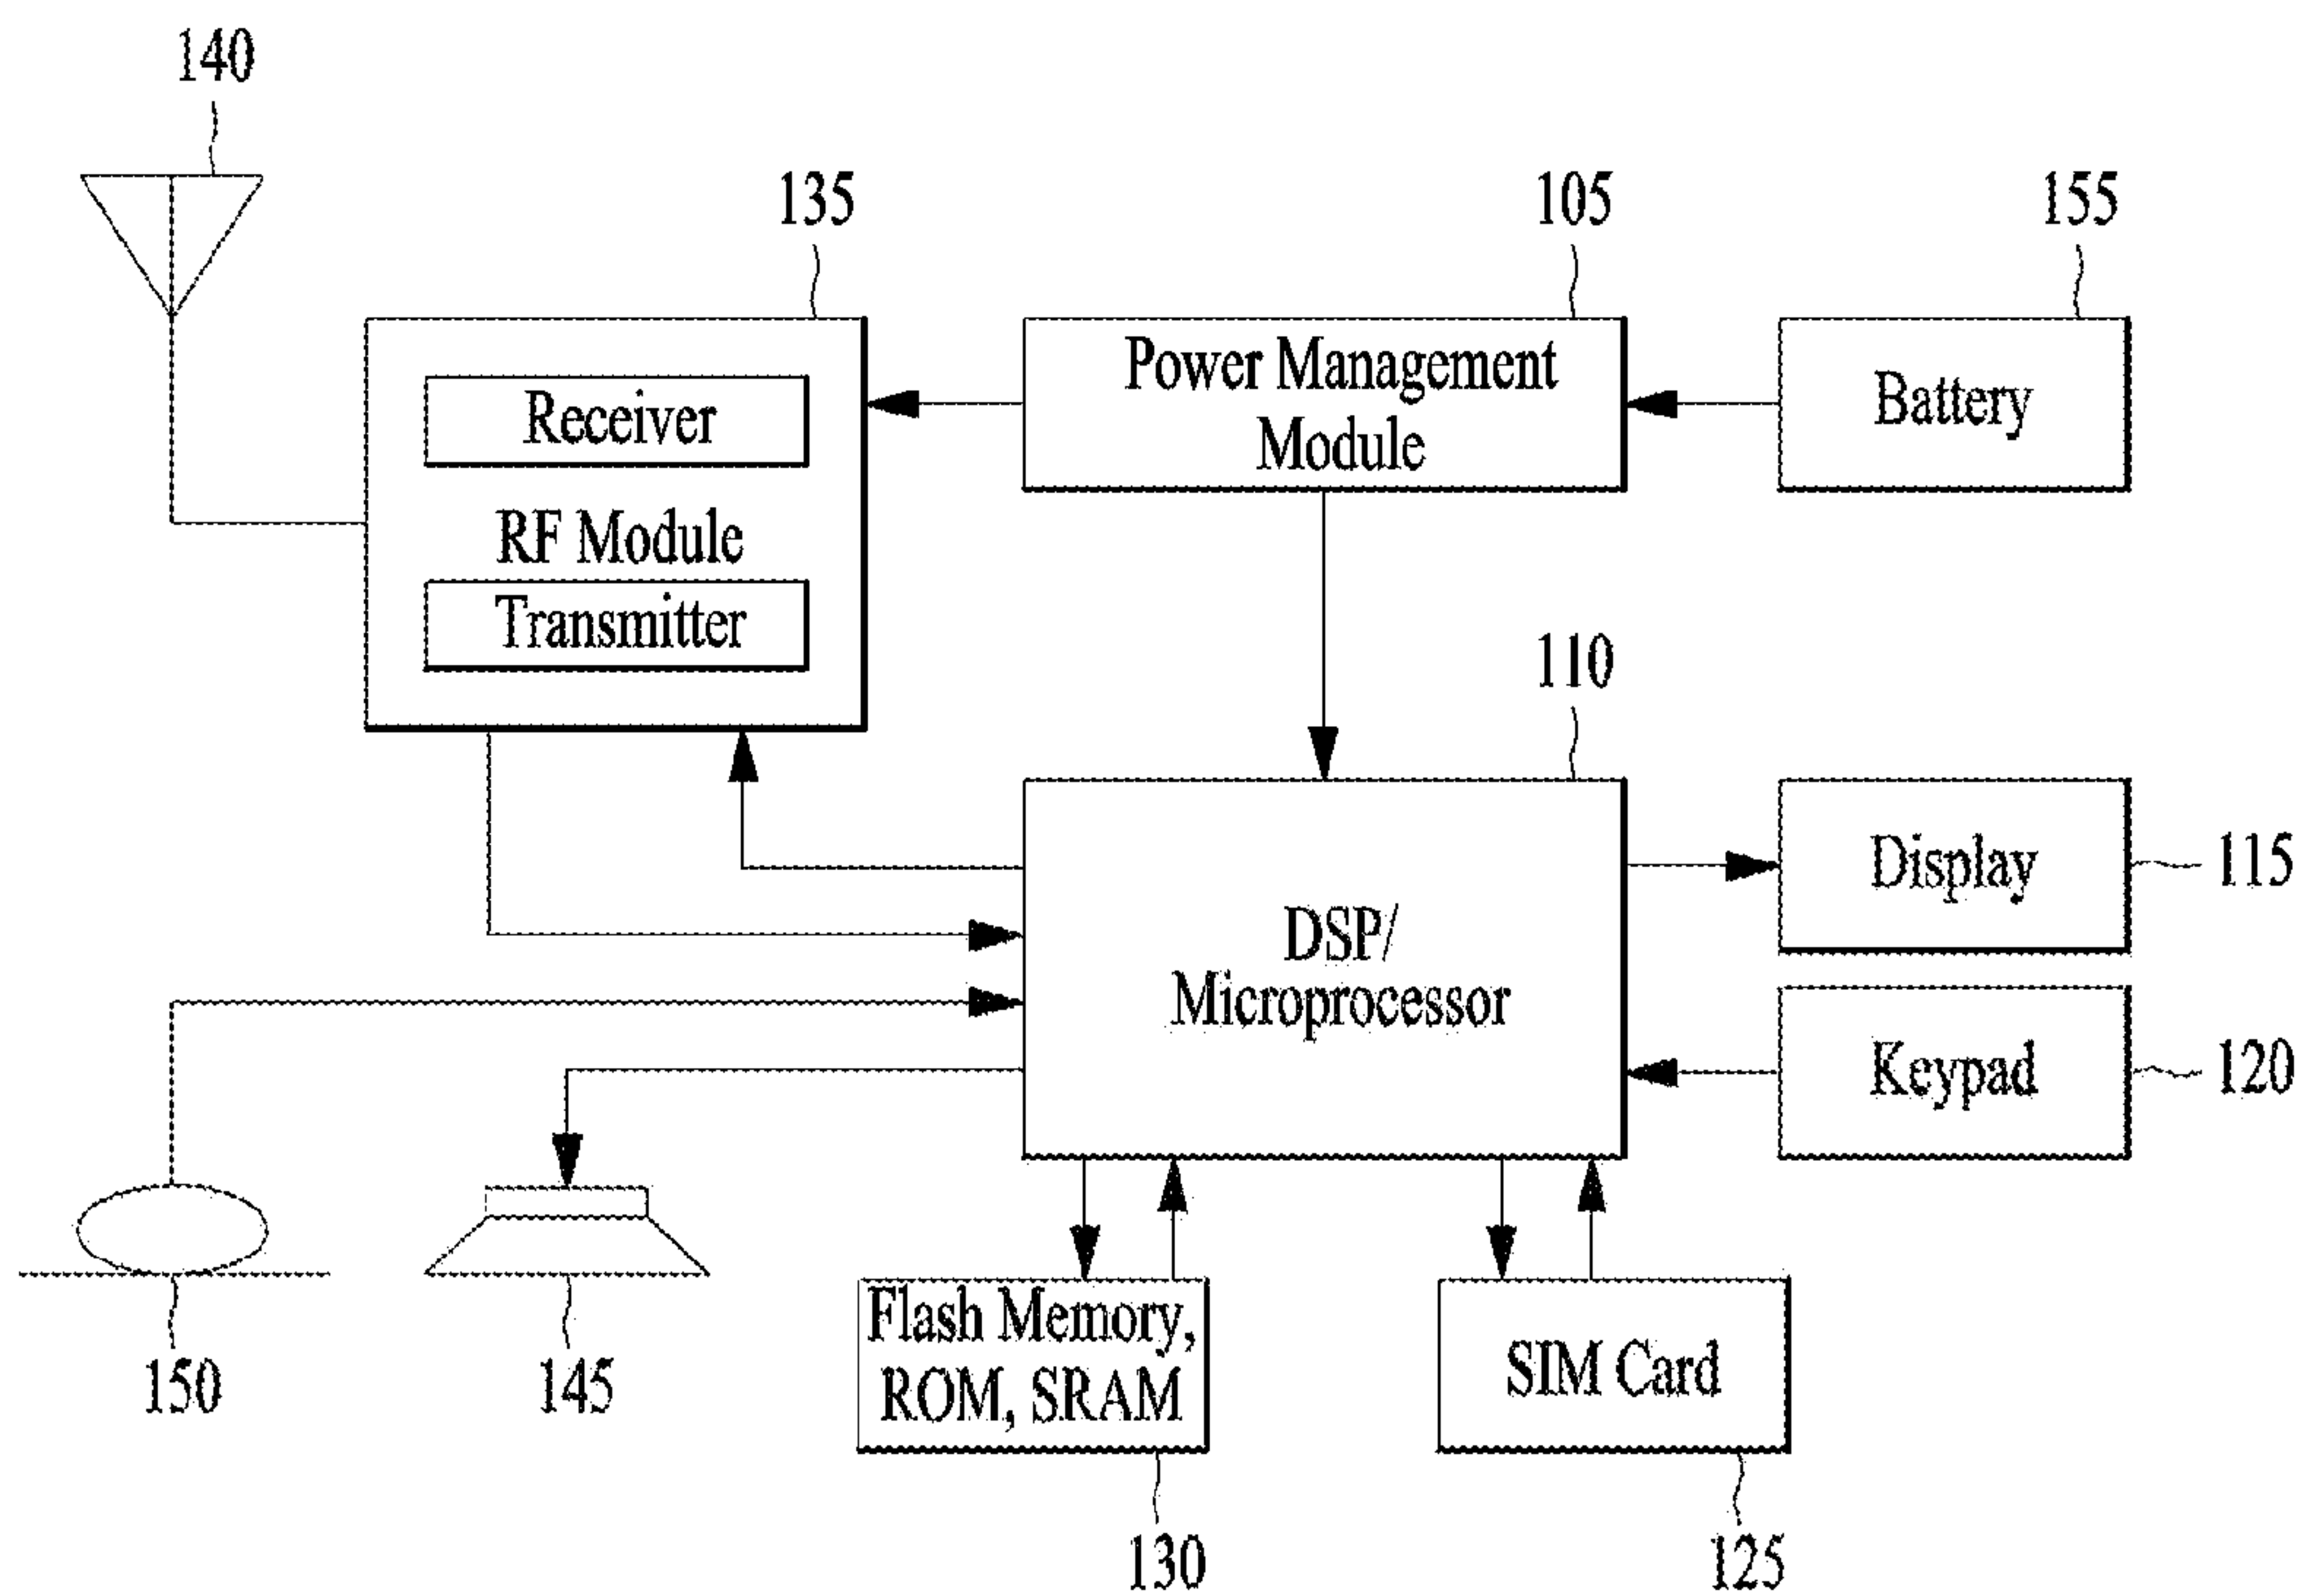 140
135
105
155
Receiver
RF Module
Transmitter
Power Management
Module
Battery
110
DSP/
Microprocessor
Display
115
Keypad
120
150
145
Flash Memory,
ROM, SRAM
SIM Card
130
125